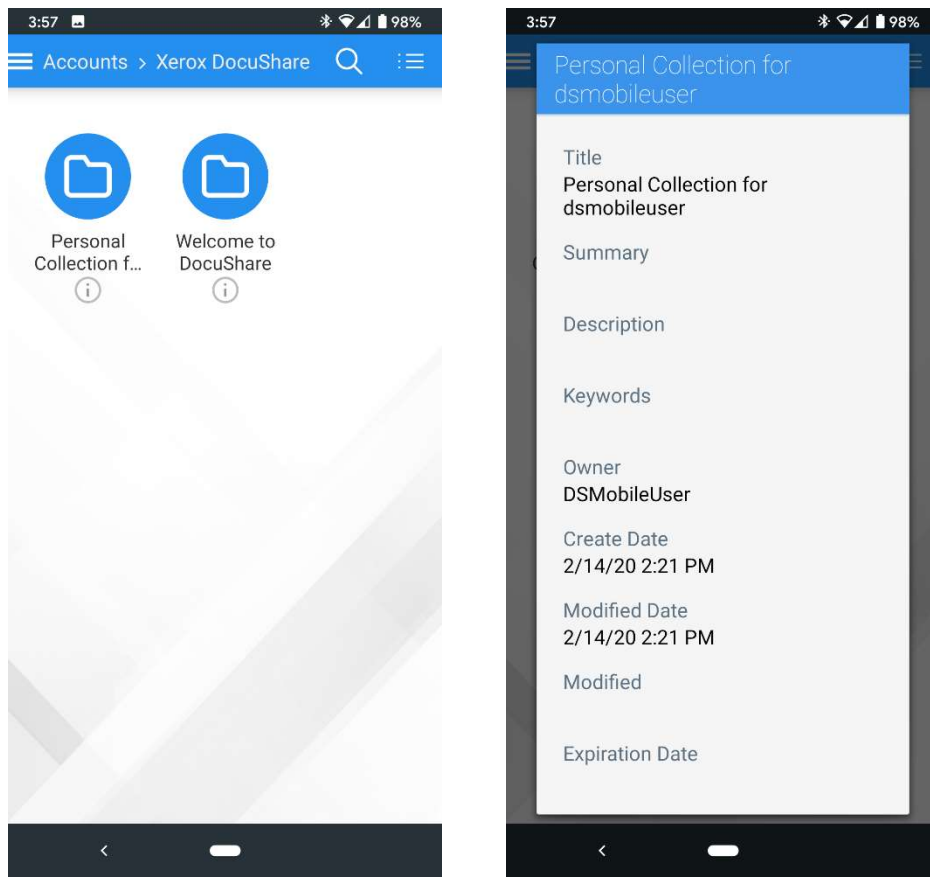 3:57
98%
Accounts > Xerox DocuShare
Personal
Collection f...
Welcome to
DocuShare
3:57
98%
Personal Collection for
dsmobileuser
Title
Personal Collection for
dsmobileuser
Summary
Description
Keywords
Owner
DSMobileUser
Create Date
2/14/20 2:21 PM
Modified Date
2/14/20 2:21 PM
Modified
Expiration Date